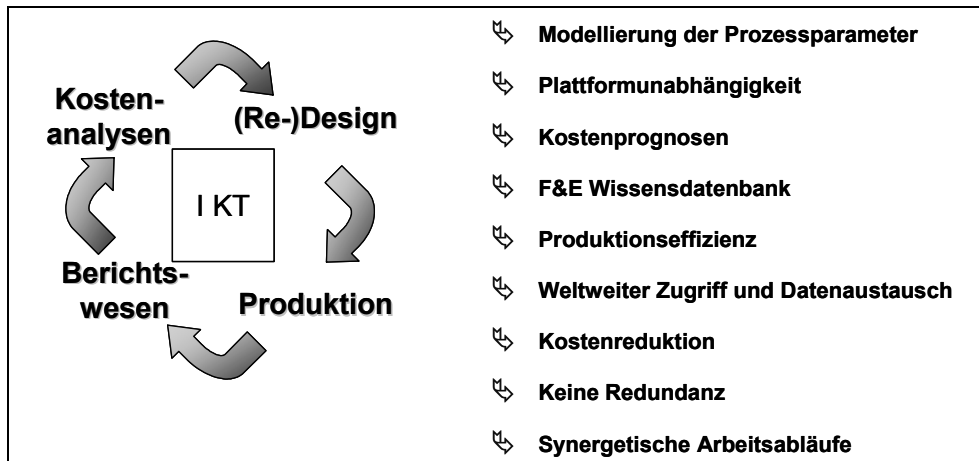 Kosten-
analysen
(Re-)Design
I KT
Berichts-
wesen
Produktion
Modellierung der Prozessparameter
Plattformunabhängigkeit
Kostenprognosen
F&E Wissensdatenbank
Produktionseffizienz
Weltweiter Zugriff und Datenaustausch
Kostenreduktion
Keine Redundanz
Synergetische Arbeitsabläufe